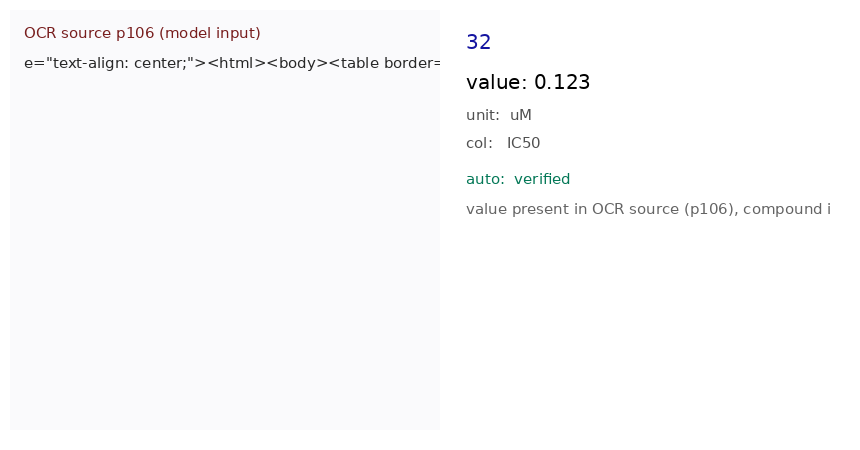 OCR source p106 (model input)
e="text-align: center;"><html><body><table border=
32
value: 0.123
unit: uM
col: IC50
auto: verified
value present in OCR source (p106), compound i